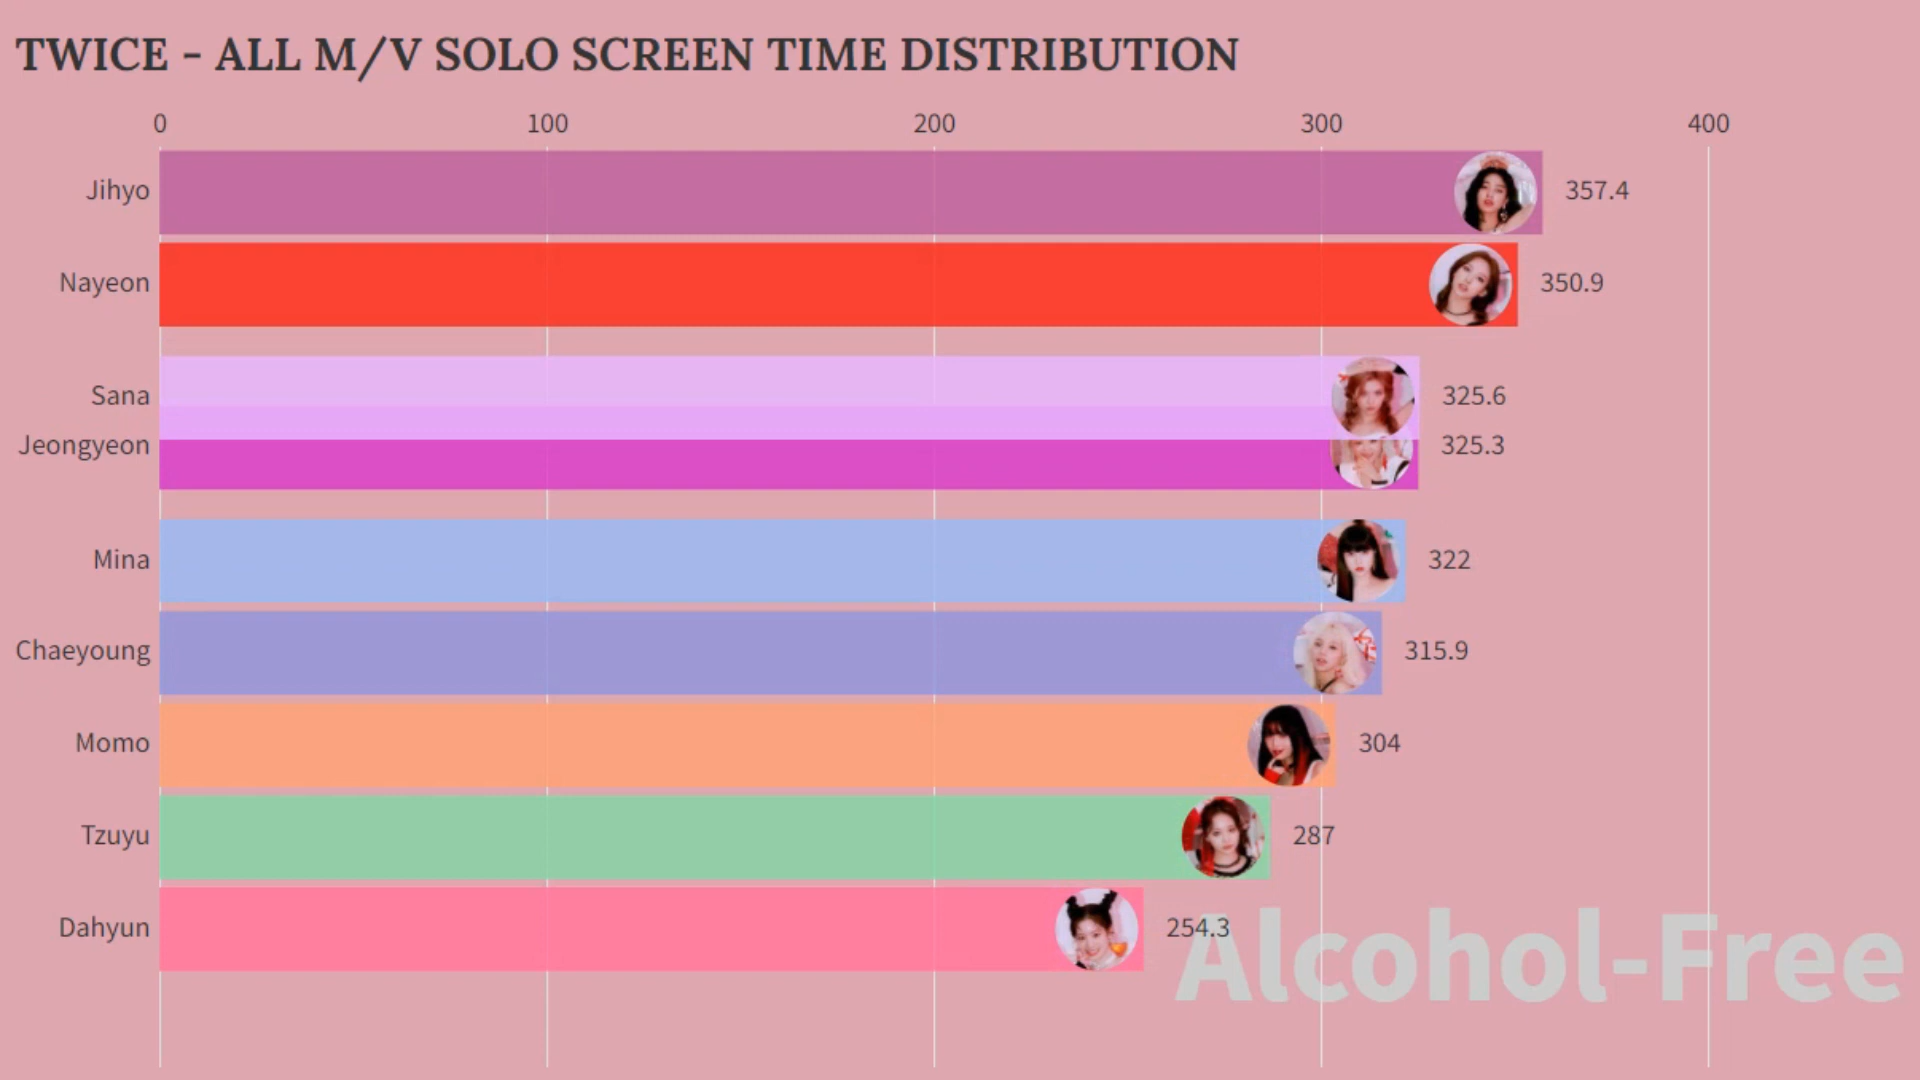 TWICE - ALL M/V SOLO SCREEN TIME DISTRIBUTION
0 100 200 300 400
Jihyo 357.4
Nayeon 350.9
Sana 325.6
Jeongyeon 325.3
Mina 322
Chaeyoung 315.9
Momo 304
Tzuyu 287
Dahyun 254.3
Alcohol-Free